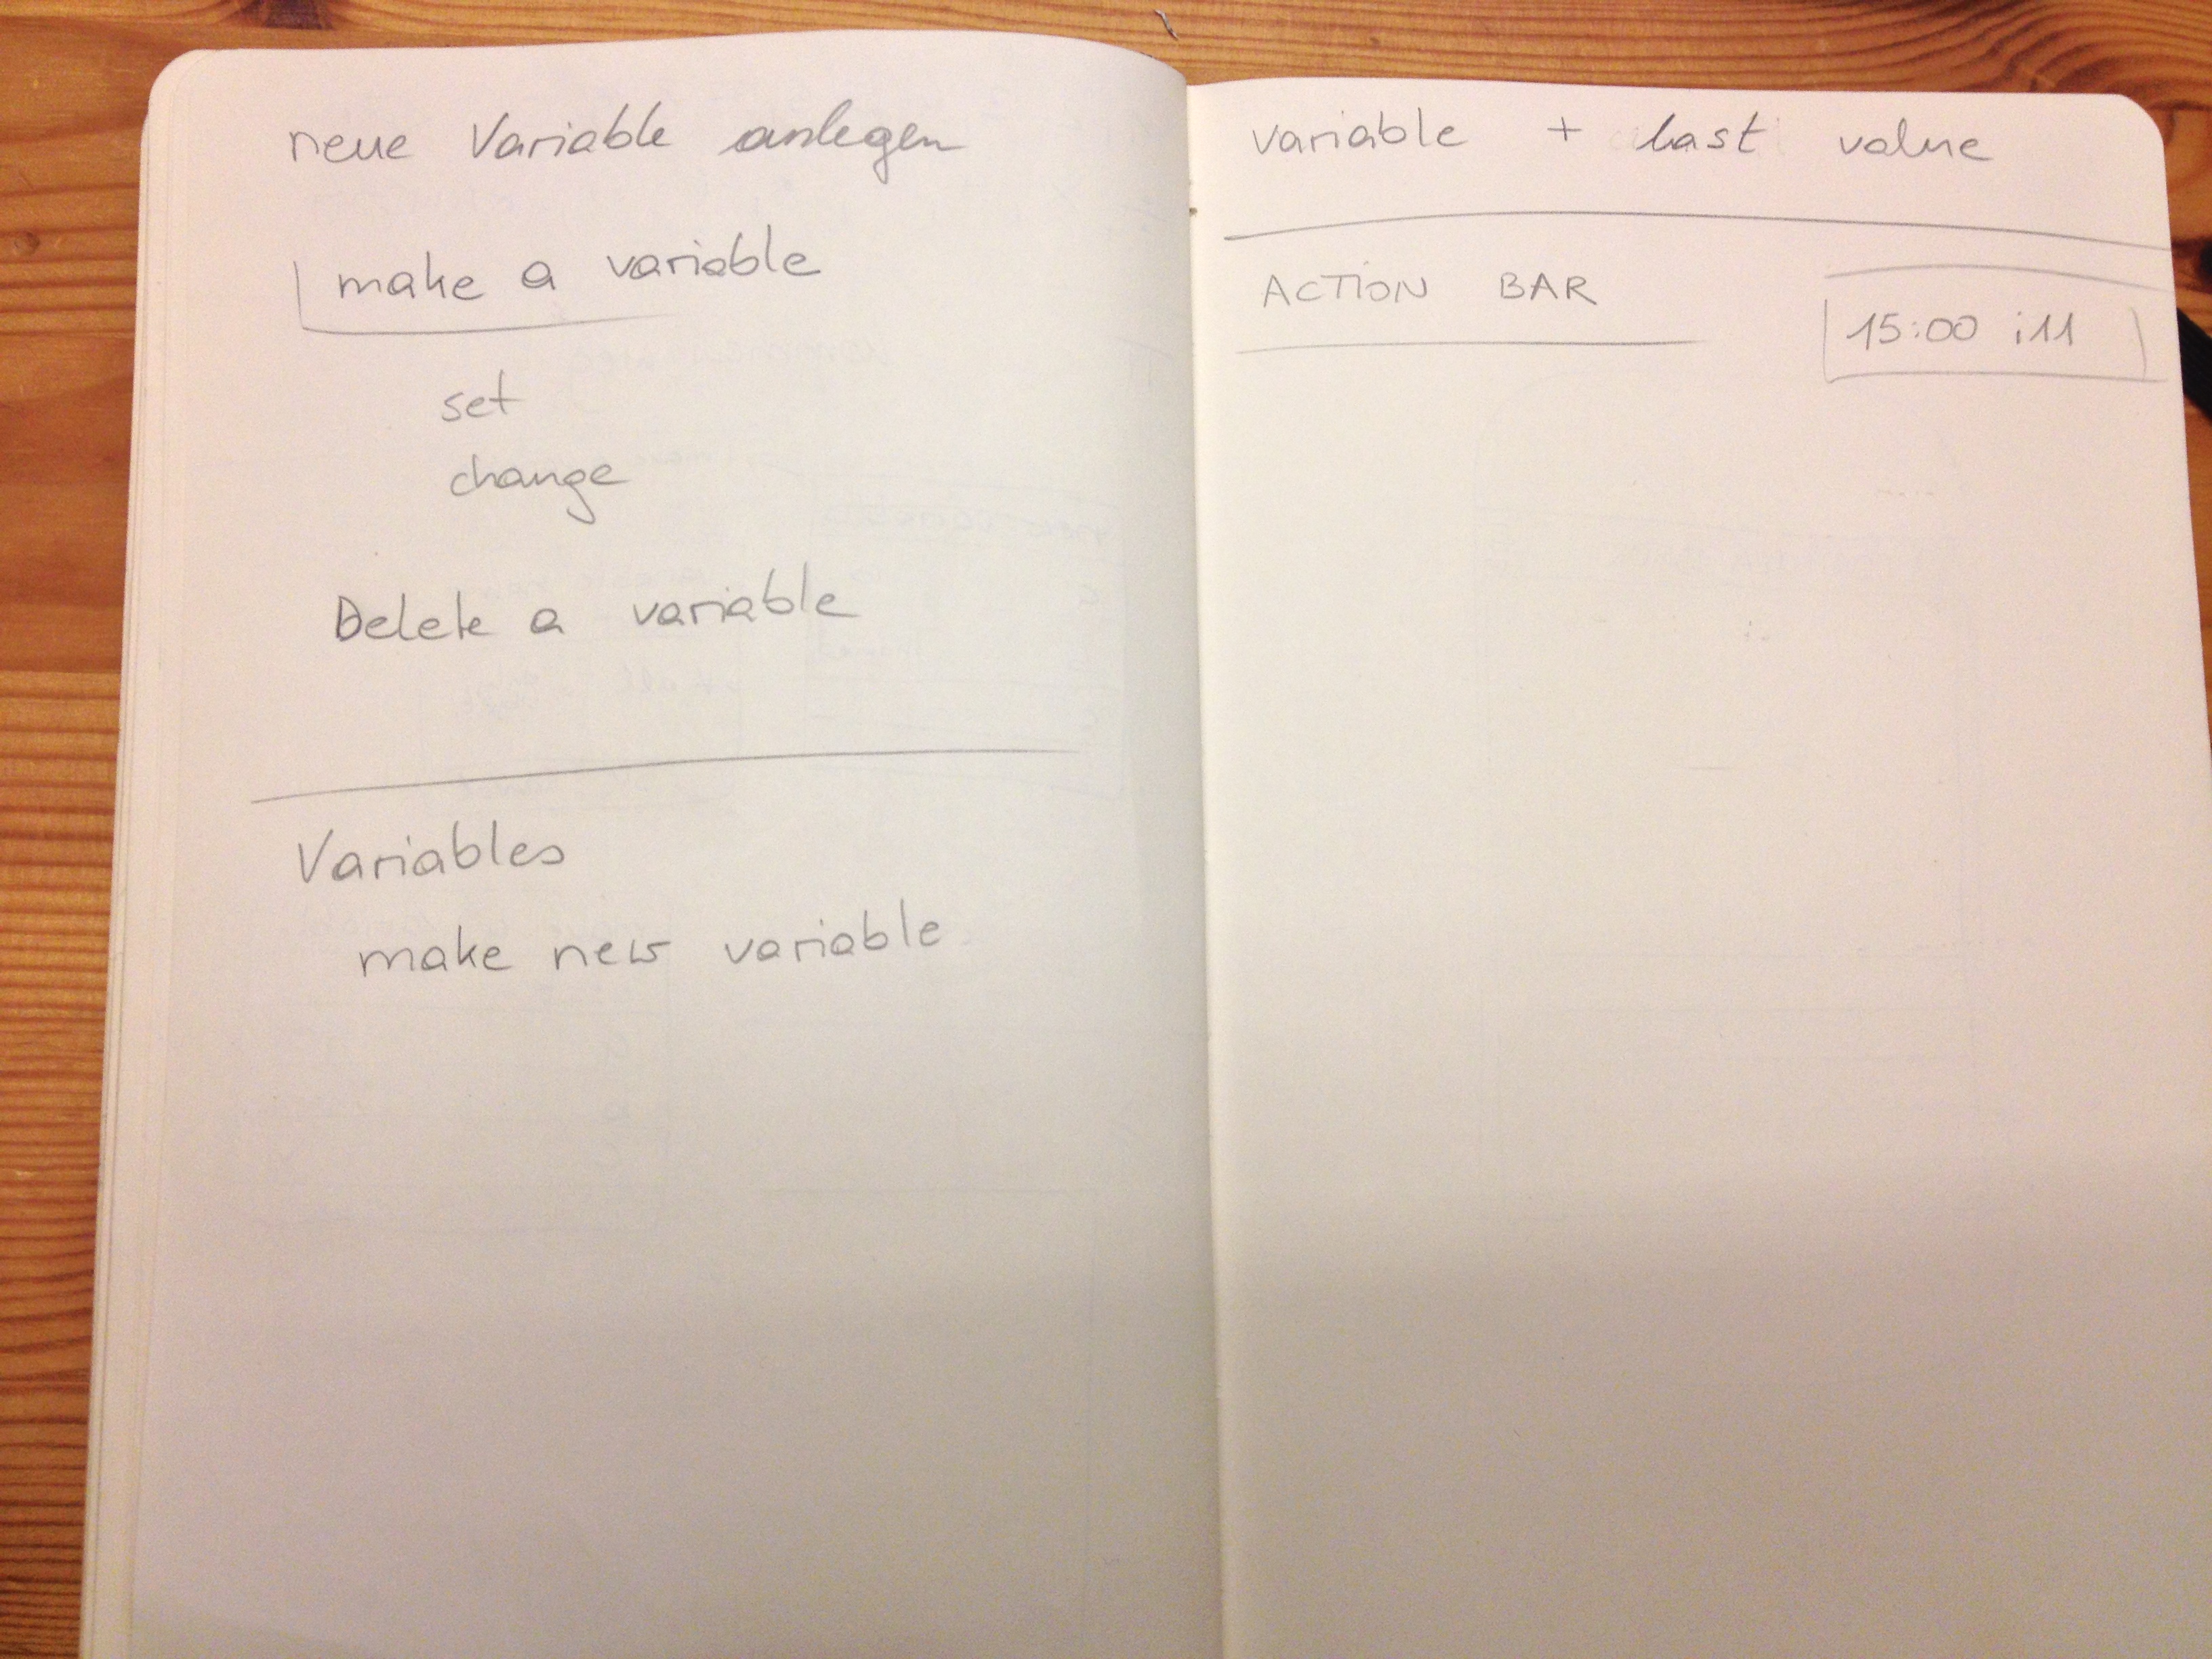 neue Variable anlegen
make a variable
set
change
Delete a variable
Variables
make new variable
variable + last value
ACTION BAR
15:00 i11